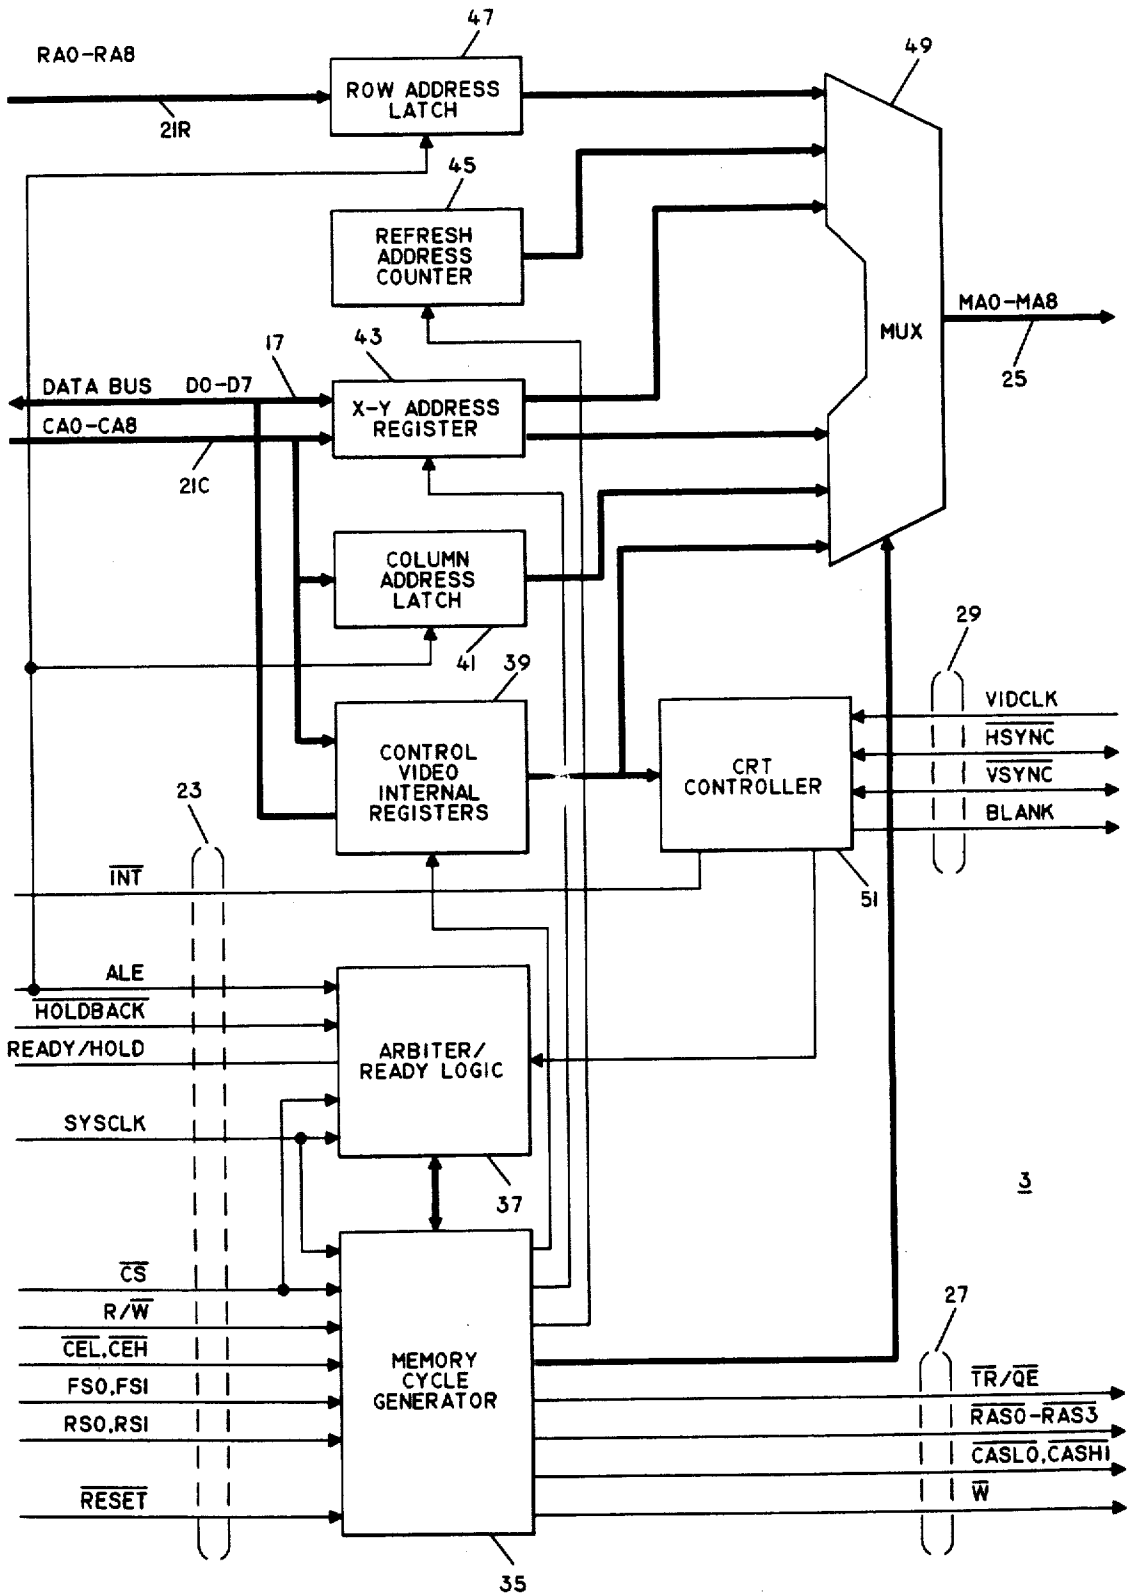 47
RA0-RA8
49
ROW ADDRESS
LATCH
21R
45
REFRESH
ADDRESS
COUNTER
MA0-MA8
MUX
25
17
43
DATA BUS D0-D7
X-Y ADDRESS
REGISTER
CA0-CA8
21C
COLUMN
ADDRESS
LATCH
41
29
39
VIDCLK
HSYNC
CONTROL
VIDEO
INTERNAL
REGISTERS
CRT
CONTROLLER
VSYNC
BLANK
23
INT
51
ALE
HOLDBACK
READY/HOLD
ARBITER/
READY LOGIC
SYSCLK
37
3
CS
R/W
CEL,CEH
FS0,FS1
RS0,RS1
RESET
MEMORY
CYCLE
GENERATOR
27
TR/QE
RAS0-RAS3
CASL0,CASHI
W
35